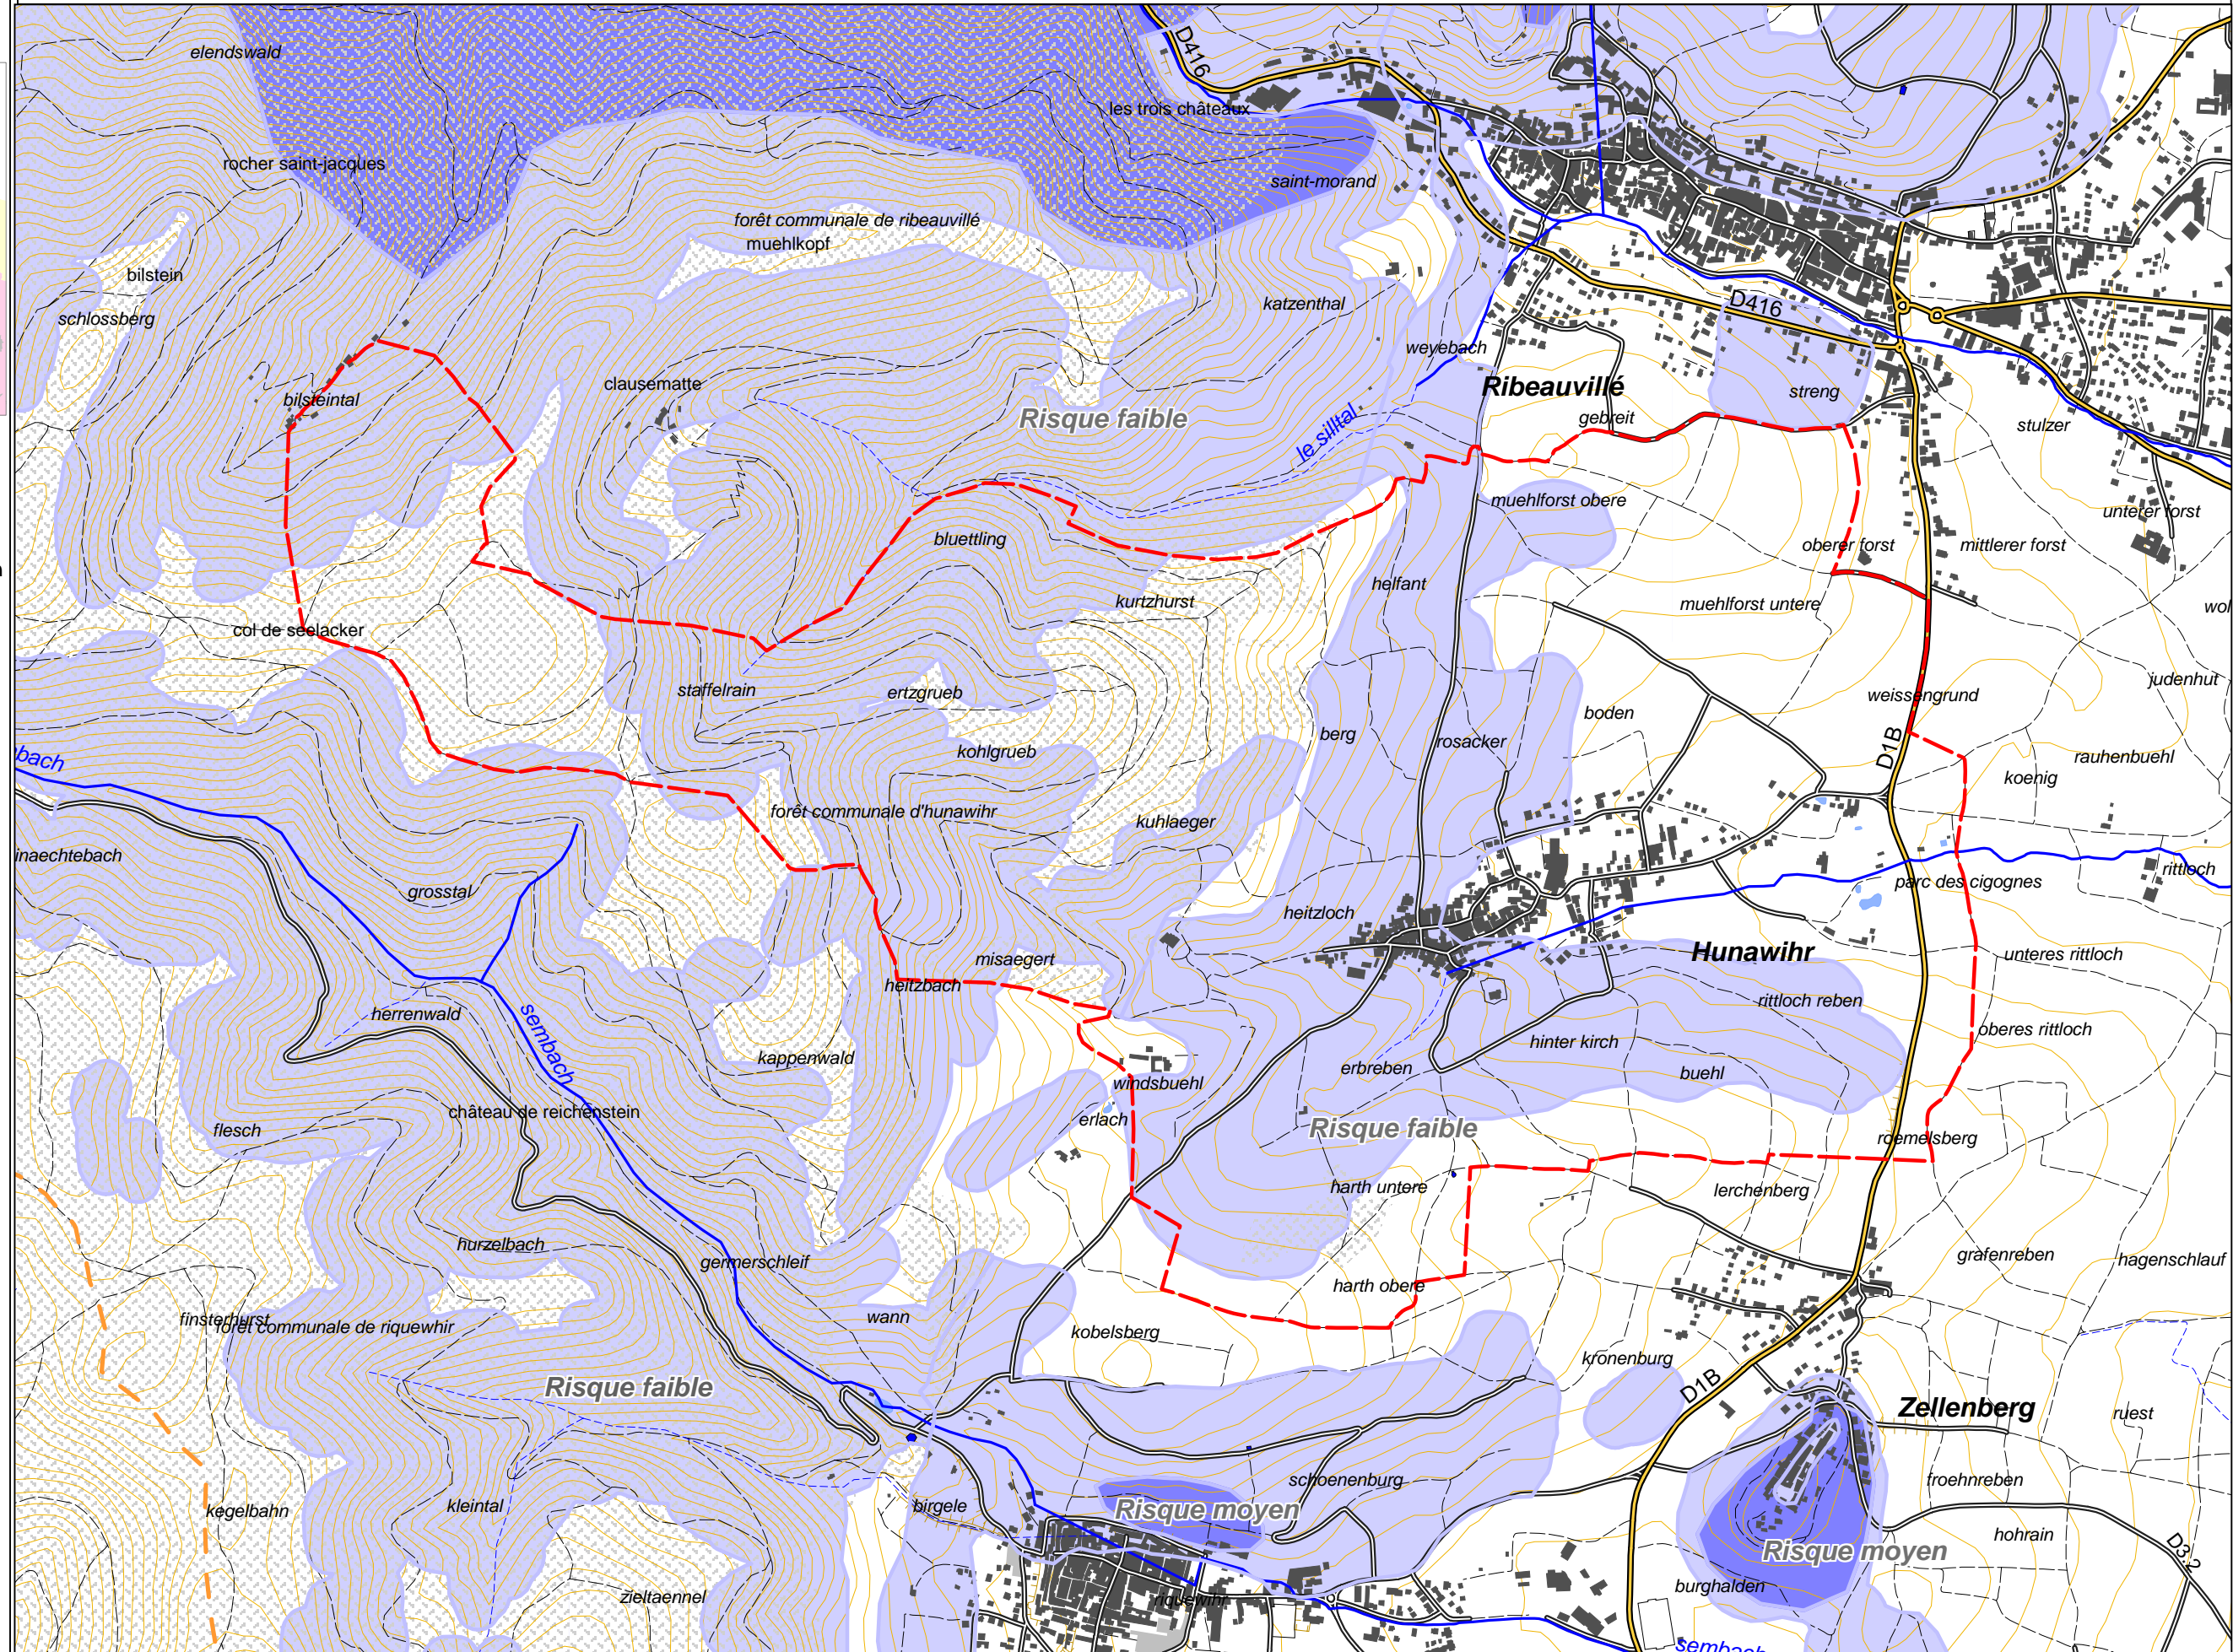 elendswald
D416
les trois châteaux
rocher saint-jacques
saint-morand
forêt communale de ribeauvillé
muehlkopf
bilstein
katzenthal
schlossberg
D416
weyebach
clausematte
Ribeauvillé
streng
bilsteintal
Risque faible
gebreit
le silltal
stulzer
muehlforst obere
unterer forst
bluettling
oberer forst
mittlerer forst
helfant
kurtzhurst
muehlforst untere
wol
col de seelacker
judenhut
staffelrain
ertzgrueb
weissengrund
boden
berg
rosacker
kohlgrueb
D1B
rauhenbuehl
bach
koenig
forêt communale d'hunawihr
kuhlaeger
inaechtebach
rittloch
grosstal
parc des cigognes
heitzloch
Hunawihr
misaegert
unteres rittloch
heitzbach
rittloch reben
herrenwald
sembach
oberes rittloch
hinter kirch
kappenwald
erbreben
buehl
windsbuehl
château de reichenstein
erlach
flesch
Risque faible
roemelsberg
harth untere
lerchenberg
hurzelbach
grafenreben
germerschleif
hagenschlauf
harth obere
finsterhurst
forêt communale de riquewhir
wann
kobelsberg
kronenburg
Risque faible
D1B
Zellenberg
ruest
schoenenburg
froehnreben
kegelbahn
kleintal
birgele
Risque moyen
hohrain
Risque moyen
D3.2
burghalden
zieltaennel
riquewihr
sembach